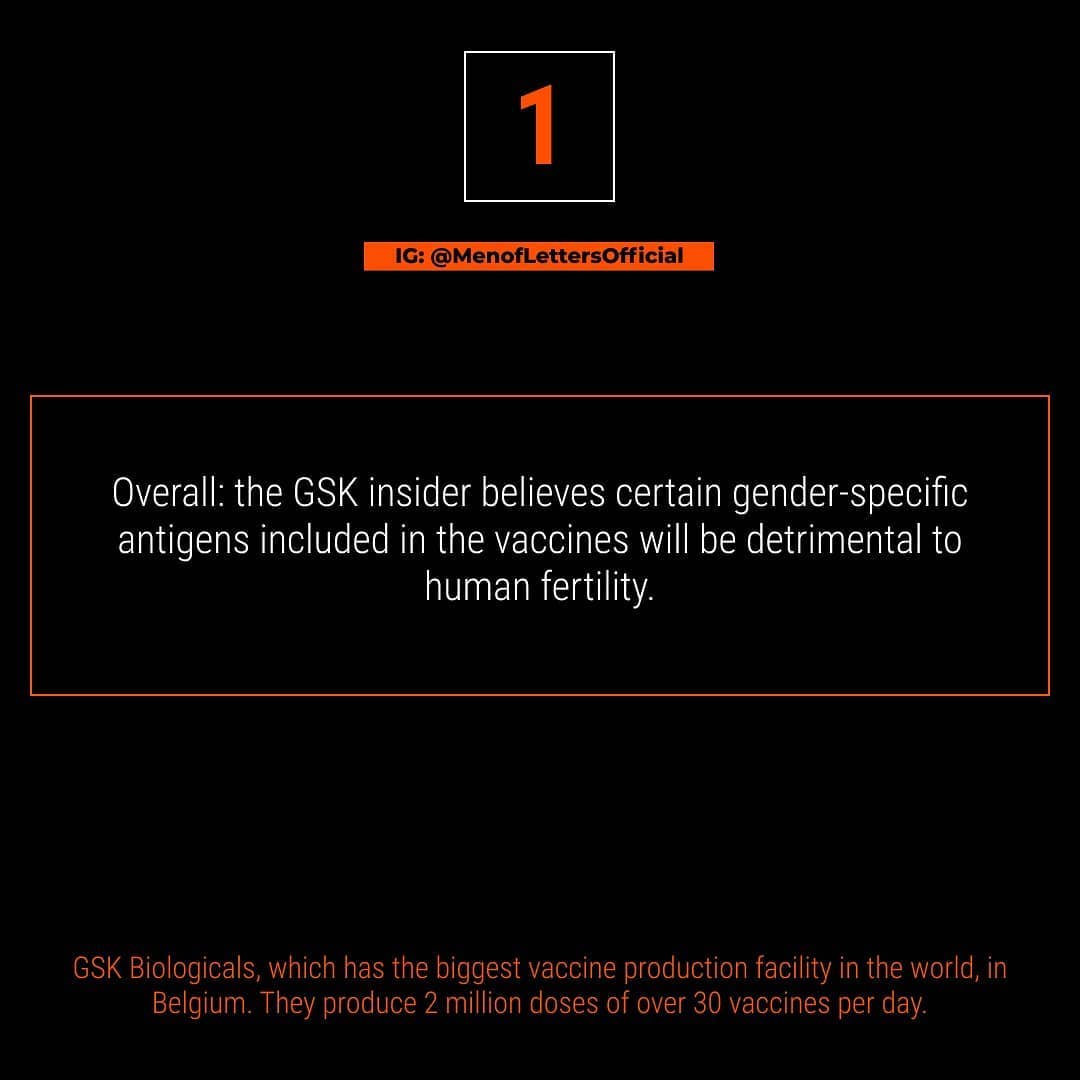 1
IG: @MenofLettersOfficial
Overall: the GSK insider believes certain gender-specific
antigens included in the vaccines will be detrimental to
human fertility.
GSK Biologicals, which has the biggest vaccine production facility in the world, in
Belgium. They produce 2 million doses of over 30 vaccines per day.